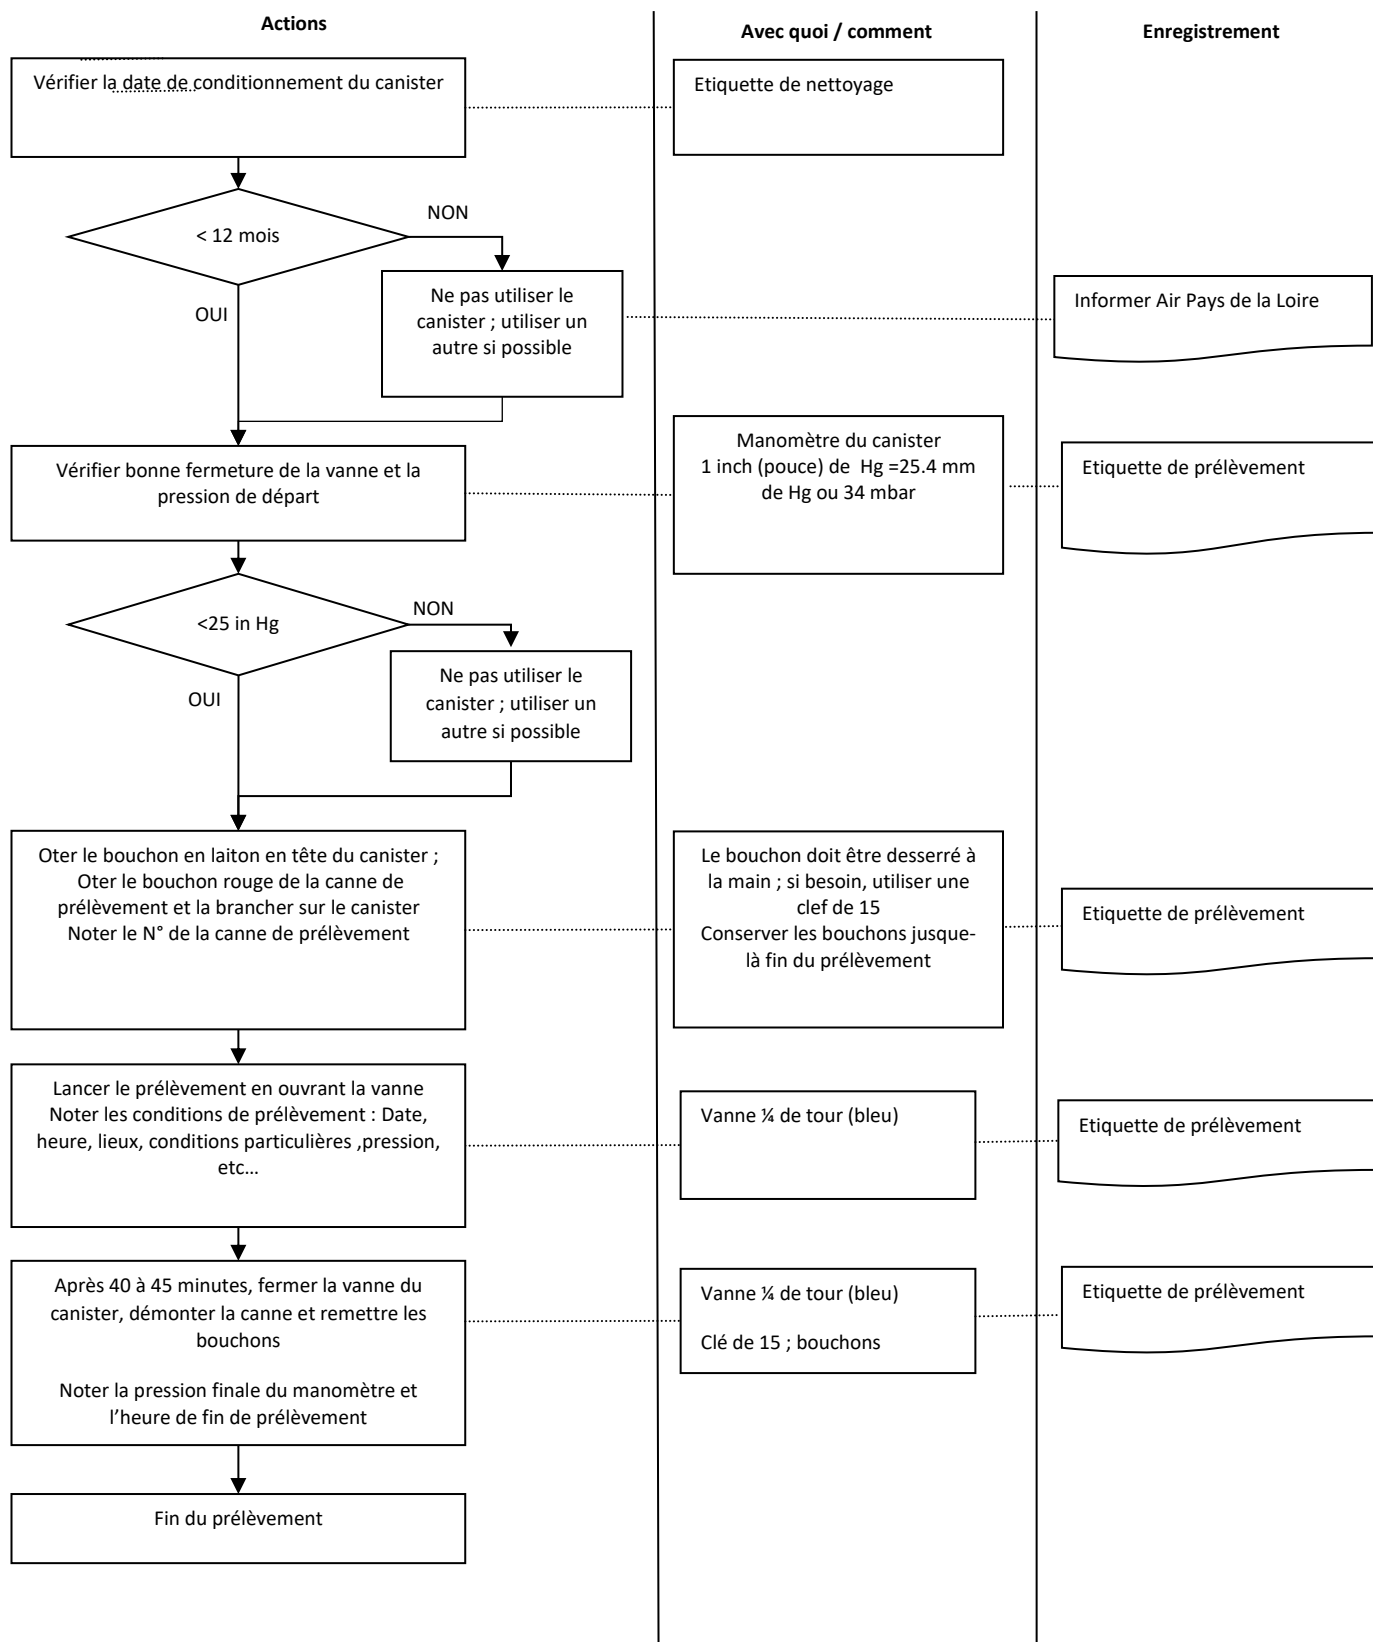 Actions
Avec quoi / comment
Enregistrement
Vérifier la date de conditionnement du canister
Etiquette de nettoyage
< 12 mois
NON
OUI
Ne pas utiliser le
canister ; utiliser un
autre si possible
Informer Air Pays de la Loire
Vérifier bonne fermeture de la vanne et la
pression de départ
Manomètre du canister
1 inch (pouce) de  Hg =25.4 mm
de Hg ou 34 mbar
Etiquette de prélèvement
<25 in Hg
NON
OUI
Ne pas utiliser le
canister ; utiliser un
autre si possible
Oter le bouchon en laiton en tête du canister ;
Oter le bouchon rouge de la canne de
prélèvement et la brancher sur le canister
Noter le N° de la canne de prélèvement
Le bouchon doit être desserré à
la main ; si besoin, utiliser une
clef de 15
Conserver les bouchons jusque-
là fin du prélèvement
Etiquette de prélèvement
Lancer le prélèvement en ouvrant la vanne
Noter les conditions de prélèvement : Date,
heure, lieux, conditions particulières ,pression,
etc…
Vanne ¼ de tour (bleu)
Etiquette de prélèvement
Après 40 à 45 minutes, fermer la vanne du
canister, démonter la canne et remettre les
bouchons
Noter la pression finale du manomètre et
l’heure de fin de prélèvement
Vanne ¼ de tour (bleu)
Clé de 15 ; bouchons
Etiquette de prélèvement
Fin du prélèvement